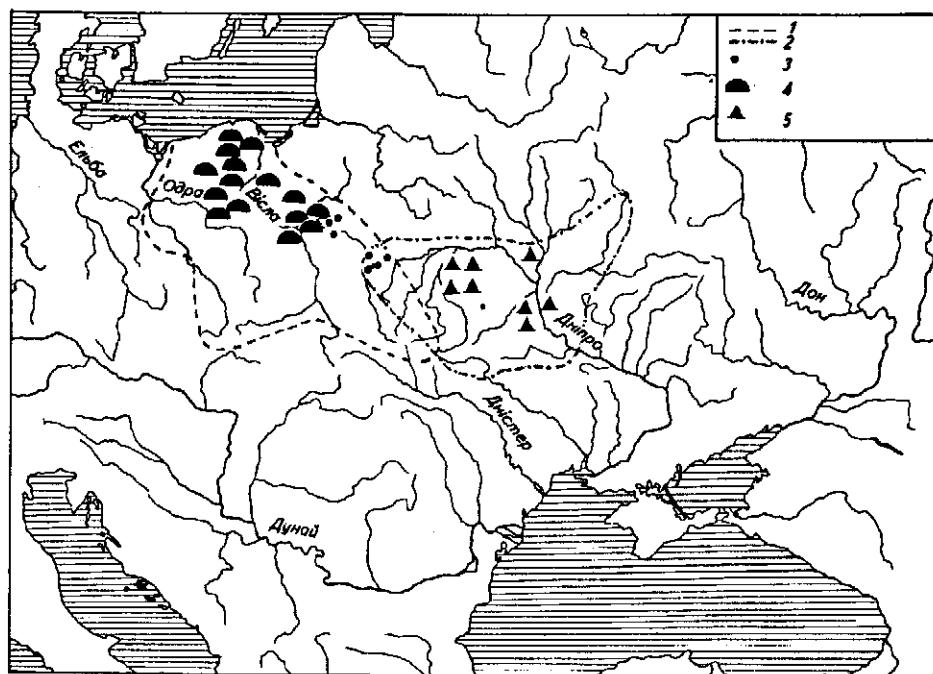 1
2
3
4
5
Ельба
Одра
Вісла
Дон
Дніпро
Дністер
Дунай